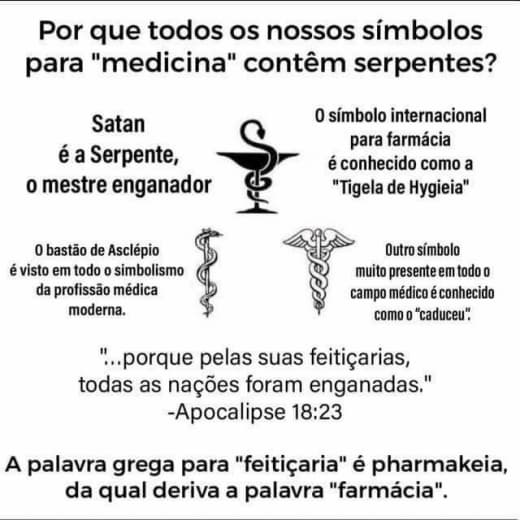 Por que todos os nossos símbolos
para "medicina" contêm serpentes?
Satan
é a Serpente,
o mestre enganador
O símbolo internacional
para farmácia
é conhecido como a
"Tigela de Hygieia"
O bastão de Asclépio
é visto em todo o simbolismo
da profissão médica
moderna.
Outro símbolo
muito presente em todo o
campo médico é conhecido
como o "caduceu".
"...porque pelas suas feitiçarias,
todas as nações foram enganadas."
-Apocalipse 18:23
A palavra grega para "feitiçaria" é pharmakeia,
da qual deriva a palavra "farmácia".